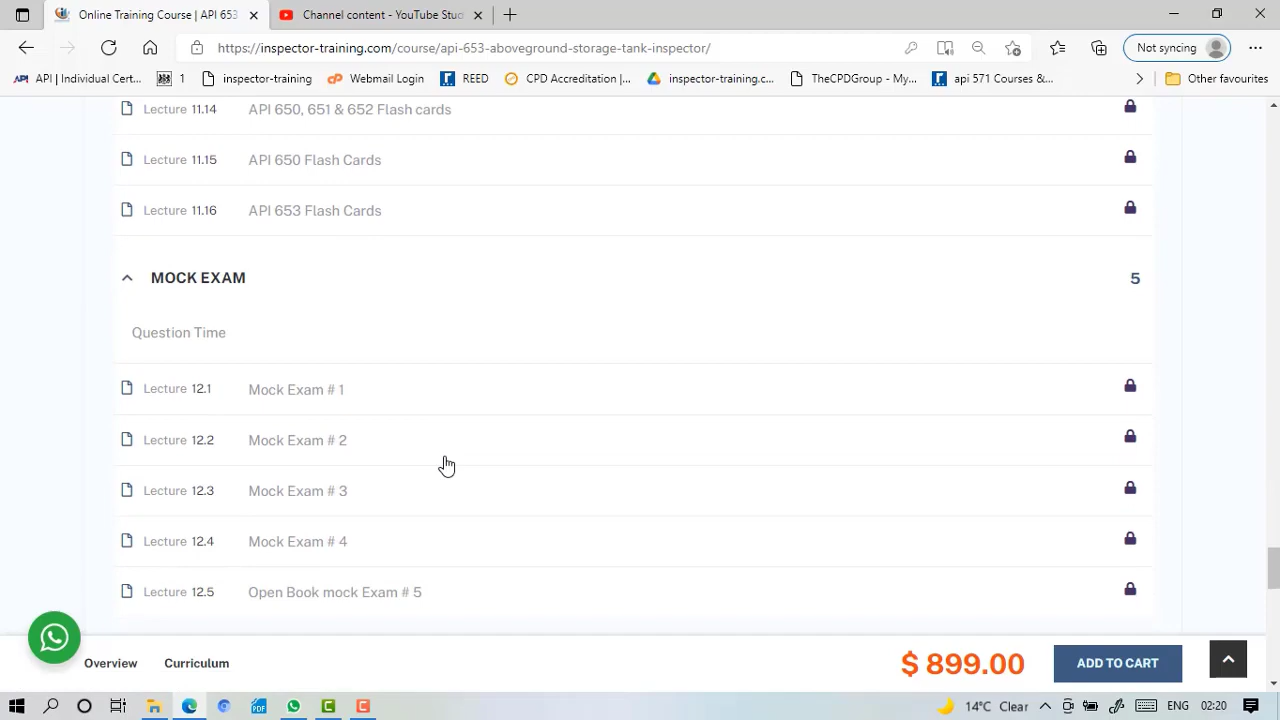 Online Training Course | API 653
Channel content - YouTube Stud
https://inspector-training.com/course/api-653-aboveground-storage-tank-inspector/
Not syncing
API | Individual Cert...
1
inspector-training
Webmail Login
REED
CPD Accreditation |...
inspector-training.c...
TheCPDGroup - My...
api 571 Courses &...
Other favourites
Lecture 11.14 API 650, 651 & 652 Flash cards
Lecture 11.15 API 650 Flash Cards
Lecture 11.16 API 653 Flash Cards
MOCK EXAM 5
Question Time
Lecture 12.1 Mock Exam # 1
Lecture 12.2 Mock Exam # 2
Lecture 12.3 Mock Exam # 3
Lecture 12.4 Mock Exam # 4
Lecture 12.5 Open Book mock Exam # 5
Overview Curriculum $ 899.00 ADD TO CART
14°C Clear ENG 02:20